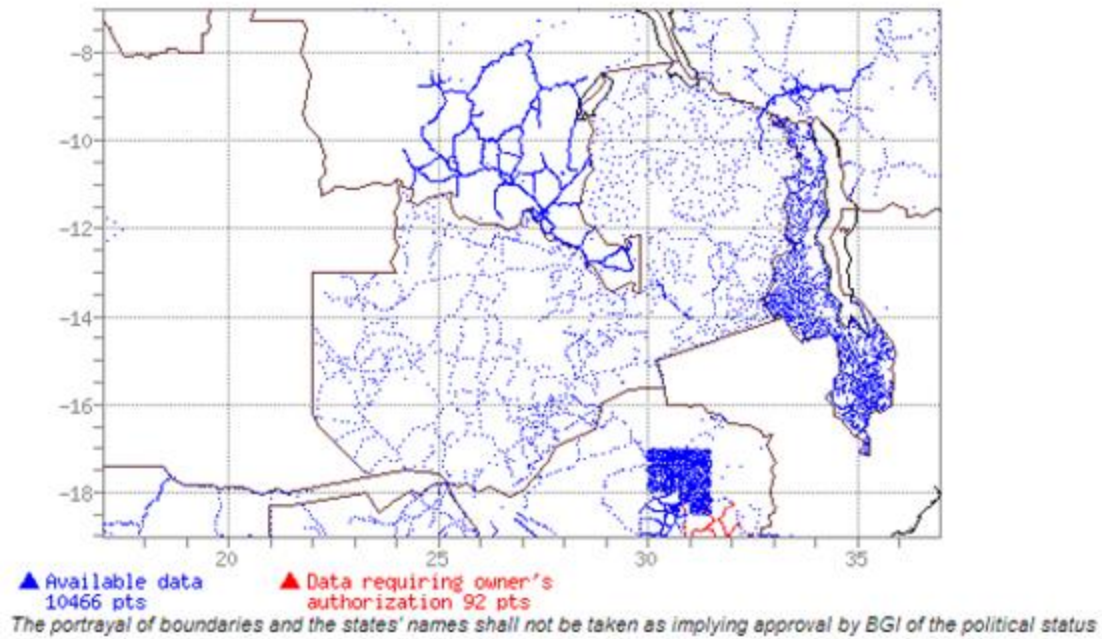 -8
-10
-12
-14
-16
-18
20 25 30 35
Available data
10466 pts
Data requiring owner's
authorization 92 pts
The portrayal of boundaries and the states' names shall not be taken as implying approval by BGI of the political status